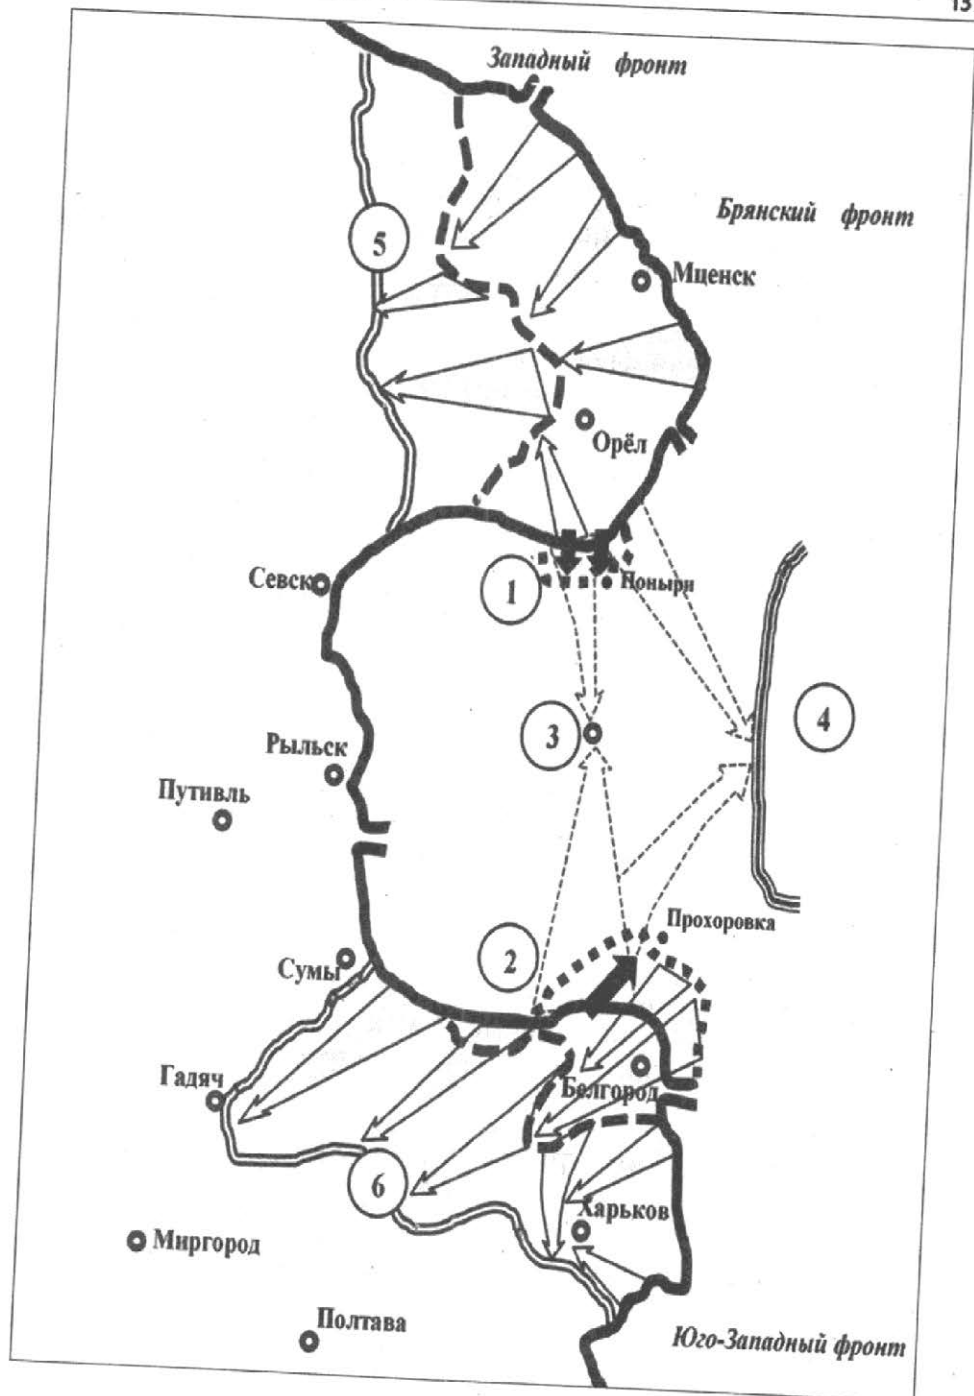 13
Западный фронт
Брянский фронт
5
Мценск
Орёл
Севск
1
Поныри
3
4
Рыльск
Путивль
Прохоровка
2
Сумы
Гадяч
Белгород
6
Харьков
Миргород
Полтава
Юго-Западный фронт